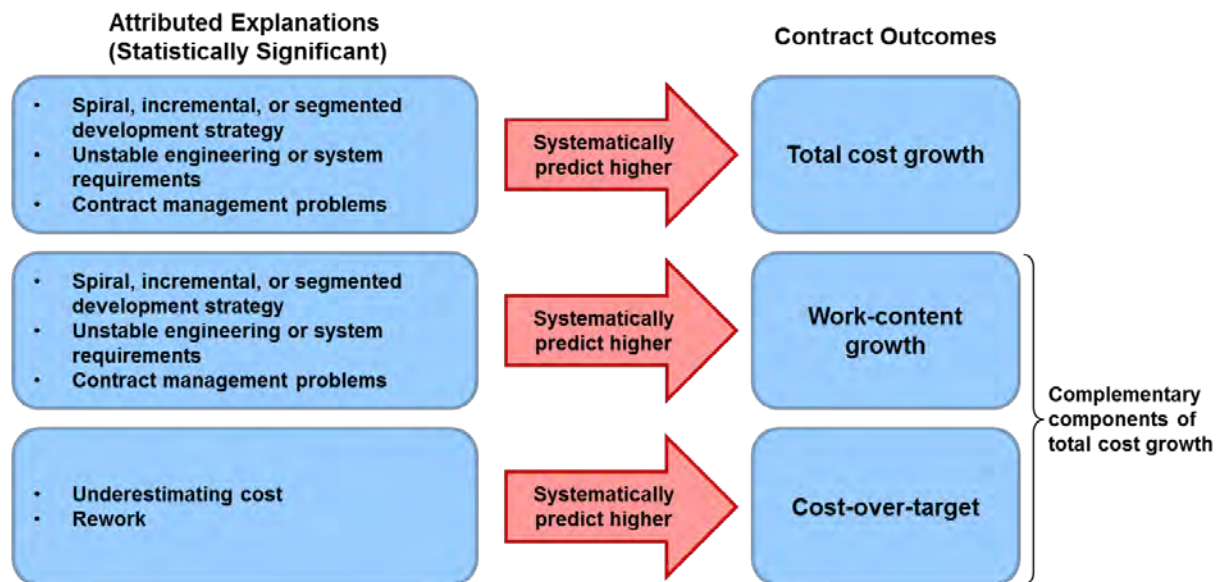 Attributed Explanations
(Statistically Significant)
Contract Outcomes
• Spiral, incremental, or segmented
development strategy
• Unstable engineering or system
requirements
• Contract management problems
Systematically
predict higher
Total cost growth
• Spiral, incremental, or segmented
development strategy
• Unstable engineering or system
requirements
• Contract management problems
Systematically
predict higher
Work-content
growth
• Underestimating cost
• Rework
Systematically
predict higher
Cost-over-target
Complementary
components of
total cost growth